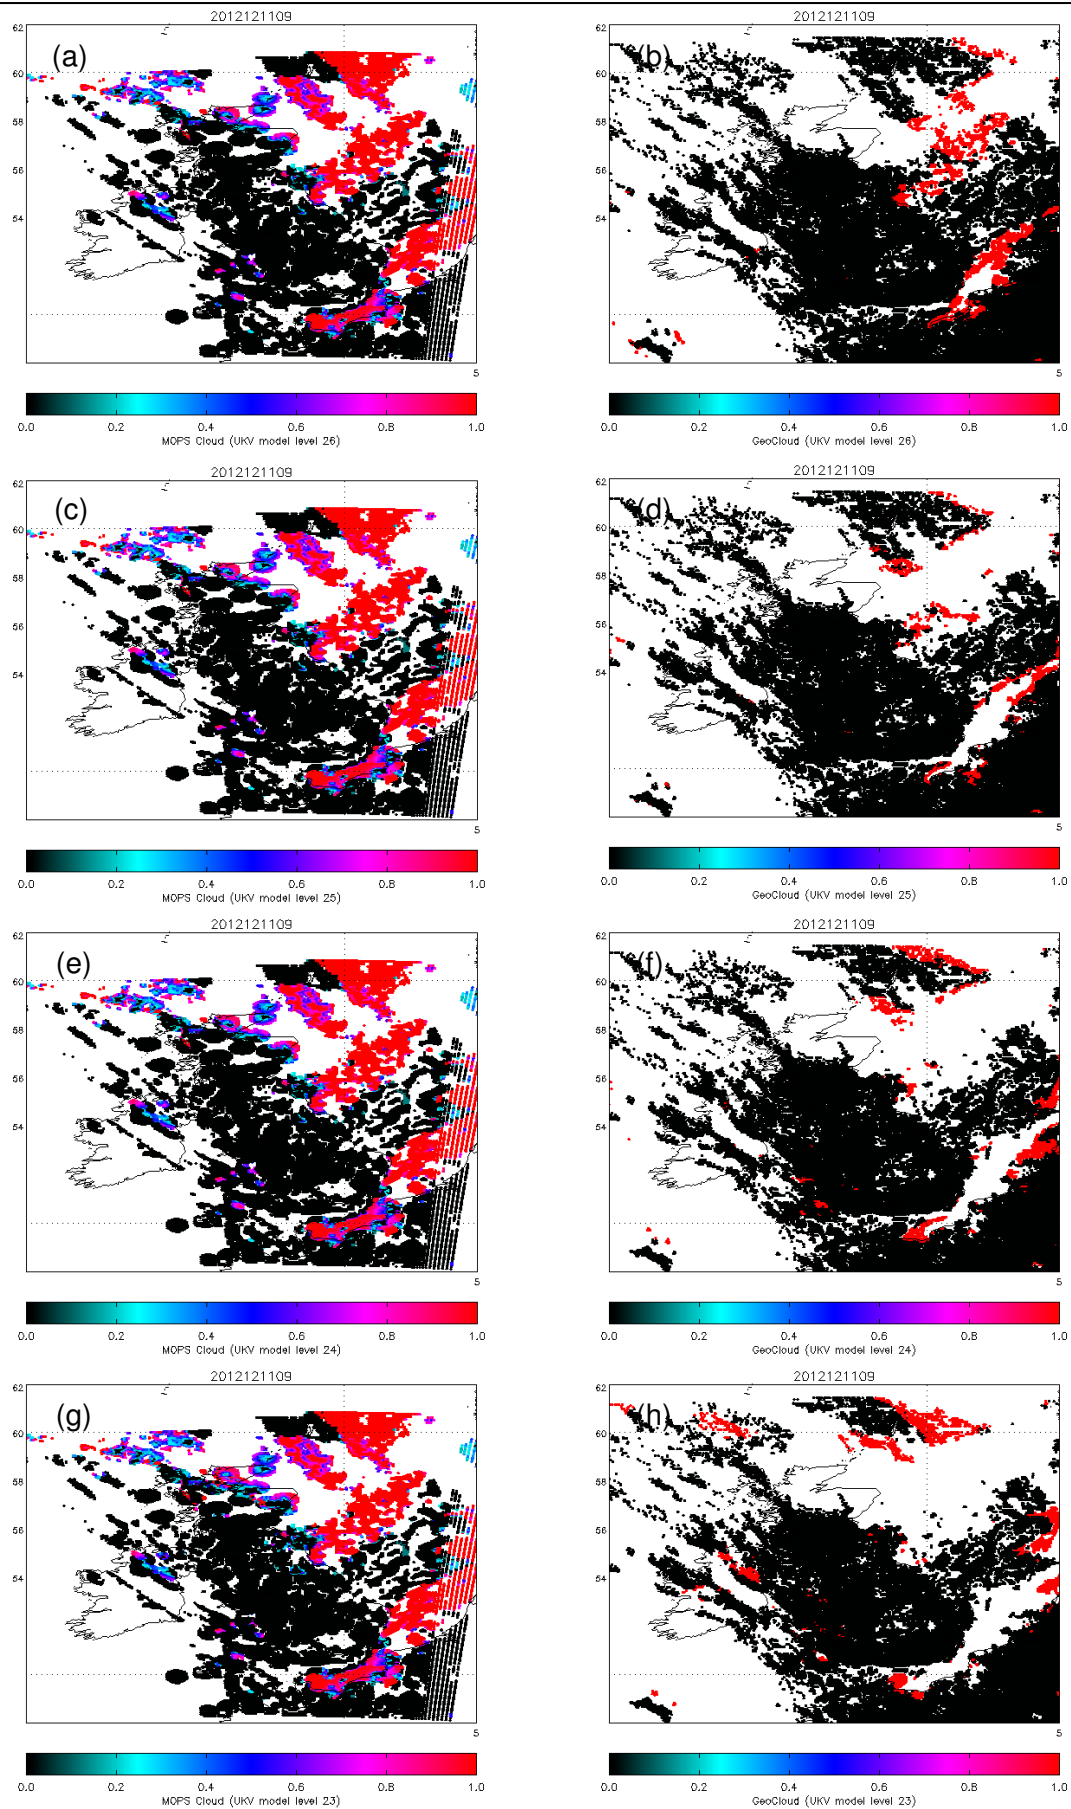 2012121109
2012121109
(a)
(b)
62
60
58
56
54
5
62
60
58
56
54
5
0.0 0.2 0.4 0.6 0.8 1.0
MOPS Cloud (UKV model level 26)
0.0 0.2 0.4 0.6 0.8 1.0
GeoCloud (UKV model level 26)
2012121109
2012121109
(c)
(d)
62
60
58
56
54
5
62
60
58
56
54
5
0.0 0.2 0.4 0.6 0.8 1.0
MOPS Cloud (UKV model level 25)
0.0 0.2 0.4 0.6 0.8 1.0
GeoCloud (UKV model level 25)
2012121109
2012121109
(e)
(f)
62
60
58
56
54
5
62
60
58
56
54
5
0.0 0.2 0.4 0.6 0.8 1.0
MOPS Cloud (UKV model level 24)
0.0 0.2 0.4 0.6 0.8 1.0
GeoCloud (UKV model level 24)
2012121109
2012121109
(g)
(h)
62
60
58
56
54
5
62
60
58
56
54
5
0.0 0.2 0.4 0.6 0.8 1.0
MOPS Cloud (UKV model level 23)
0.0 0.2 0.4 0.6 0.8 1.0
GeoCloud (UKV model level 23)